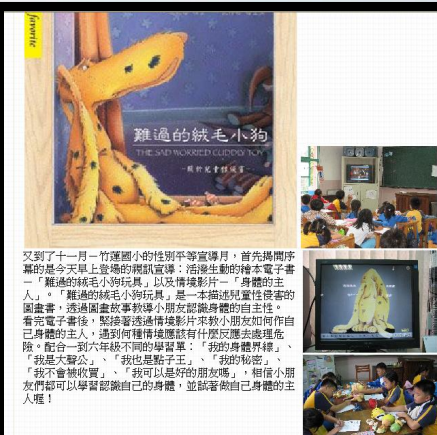 favorite
難過的絨毛小狗
THE SAD WORRIED CUDDLY TOY
又到了十一月－竹蓮國小的性別平等宣導月，首先揭開序
幕的是今天早上登場的視訊宣導：活潑生動的繪本電子書
－「難過的絨毛小狗玩具」以及情境影片－「身體的主
人」。「難過的絨毛小狗玩具」是一本描述兒童性侵害的
圖畫書，透過圖畫故事教導小朋友認識身體的自主性。
看完電子書後，緊接著透過情境影片來教小朋友如何作自
己身體的主人，遇到何種情境應該有什麼反應去處理危
險。配合一到六年級不同的學習單：「我的身體界線」、
「我是大聲公」、「我也是點子王」、「我的秘密」、
「我不會被收買」、「我可以是好的朋友嗎」，相信小朋
友們都可以學習認識自己的身體，並試著做自己身體的主
人喔！